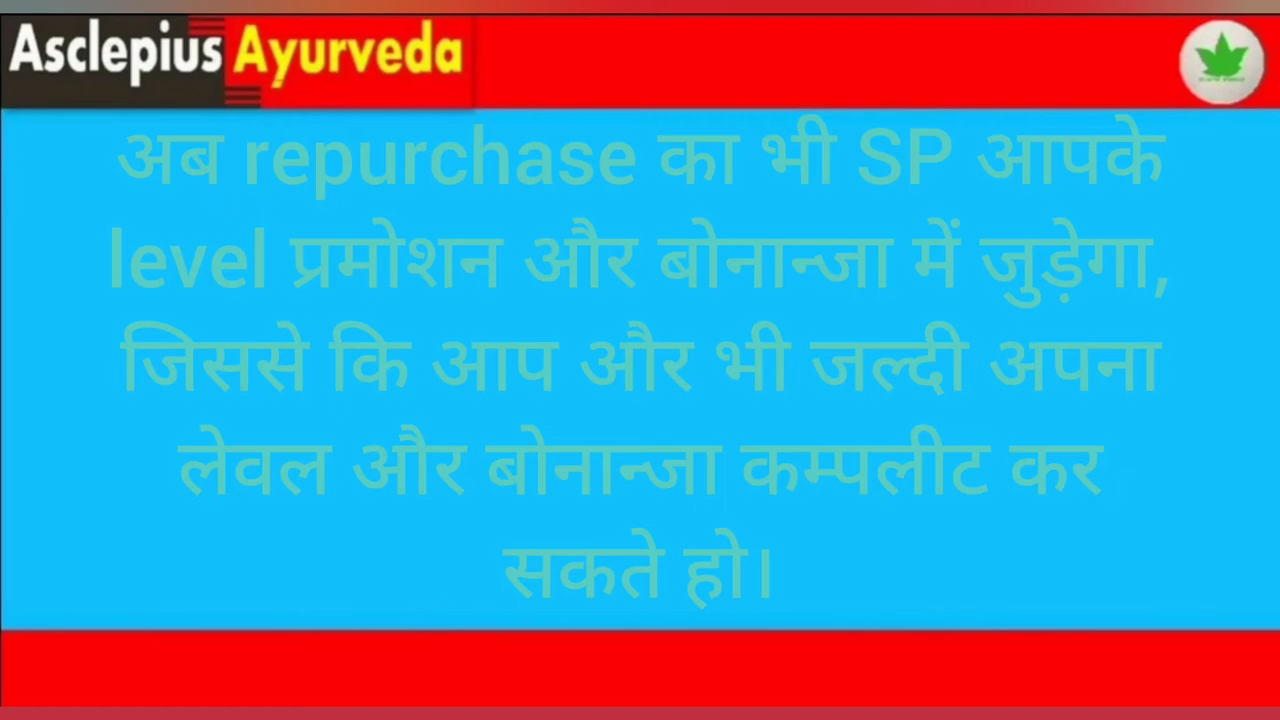 Asclepius Ayurveda
अब repurchase का भी SP आपके
level प्रमोशन और बोनान्जा में जुड़ेगा,
जिससे कि आप और भी जल्दी अपना
लेवल और बोनान्जा कम्पलीट कर
सकते हो।